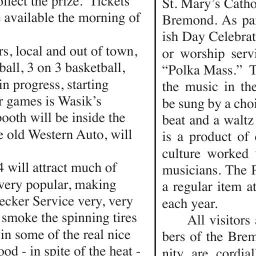 ollect the prize. Tickets
available the morning of
rs, local and out of town,
ball, 3 on 3 basketball,
in progress, starting
r games is Wasik's
ooth will be inside the
e old Western Auto, will
4 will attract much of
very popular, making
ecker Service very, very
smoke the spinning tires
in some of the real nice
ood - in spite of the heat -
St. Mary's Catho
Bremond. As pa
ish Day Celebrat
or worship servi
“Polka Mass.” T
the music in the
be sung by a choi
beat and a waltz
is a product of
culture worked
musicians. The P
a regular item at
each year.
All visitors
bers of the Brem
nity are cordiall